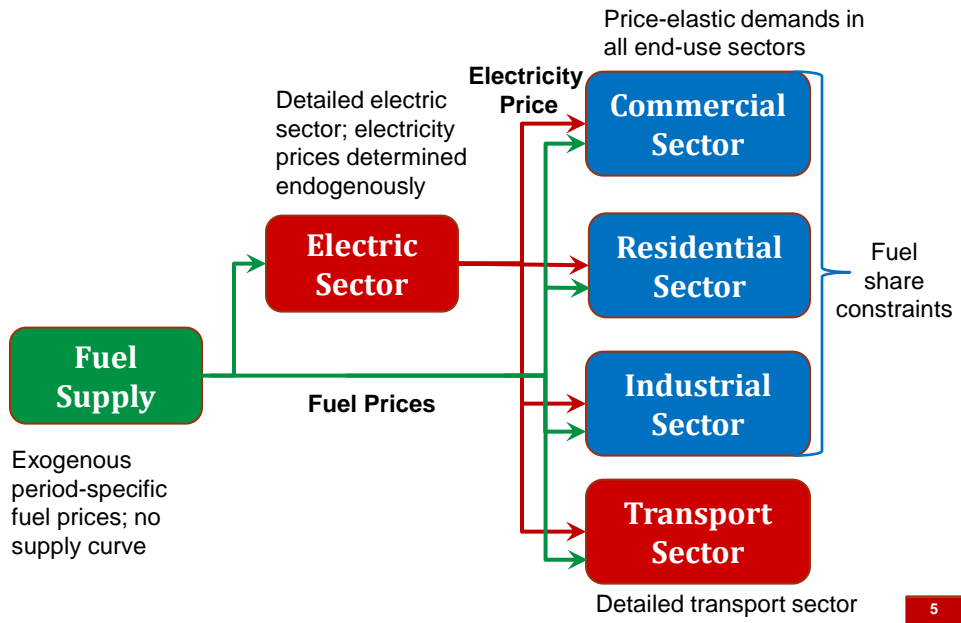 Price-elastic demands in
all end-use sectors
Electricity
Price
Commercial
Sector
Detailed electric
sector; electricity
prices determined
endogenously
Electric
Sector
Residential
Sector
Fuel
share
constraints
Fuel
Supply
Fuel Prices
Industrial
Sector
Exogenous
period-specific
fuel prices; no
supply curve
Transport
Sector
Detailed transport sector
5